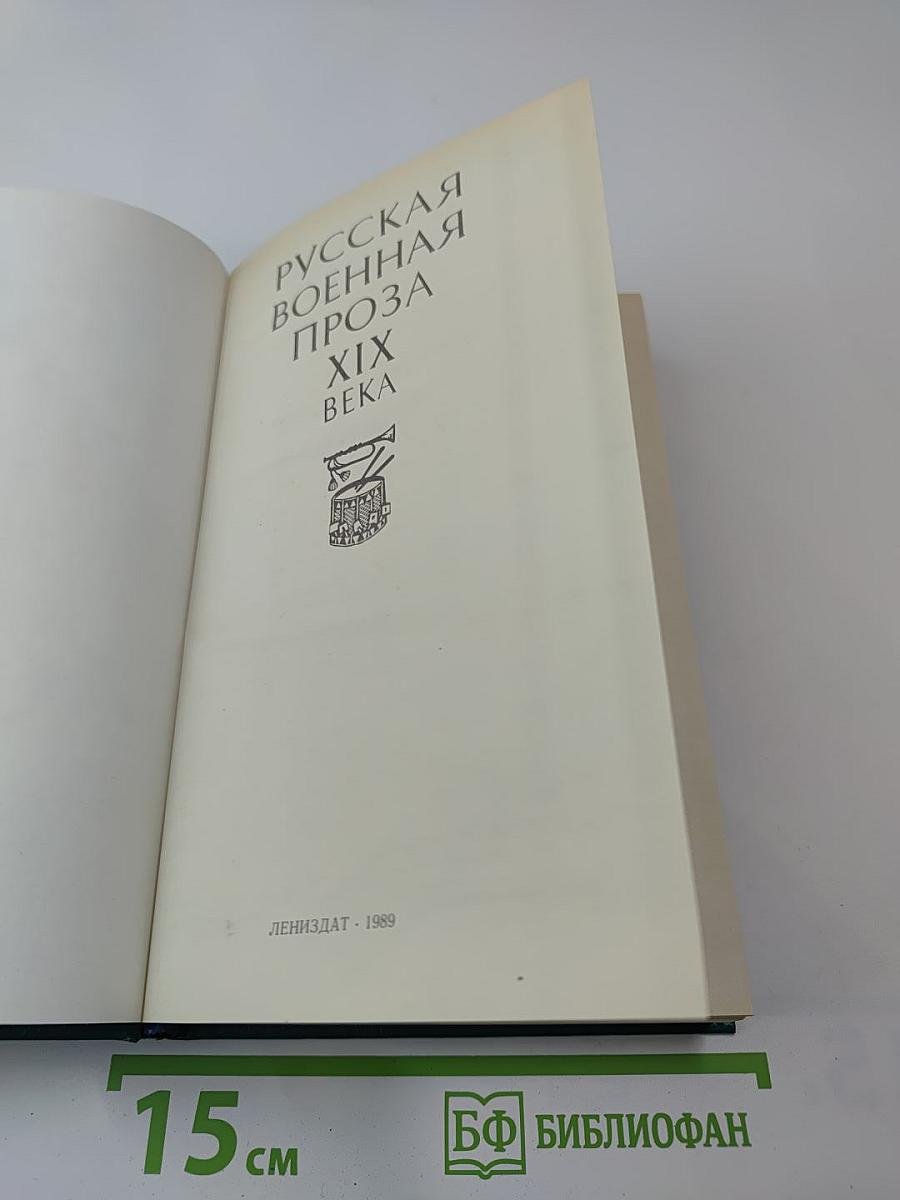 РУССКАЯ
ВОЕННАЯ
ПРОЗА
XIX
ВЕКА
ЛЕНИЗДАТ · 1989
15 см
БФ БИБЛИОФАН